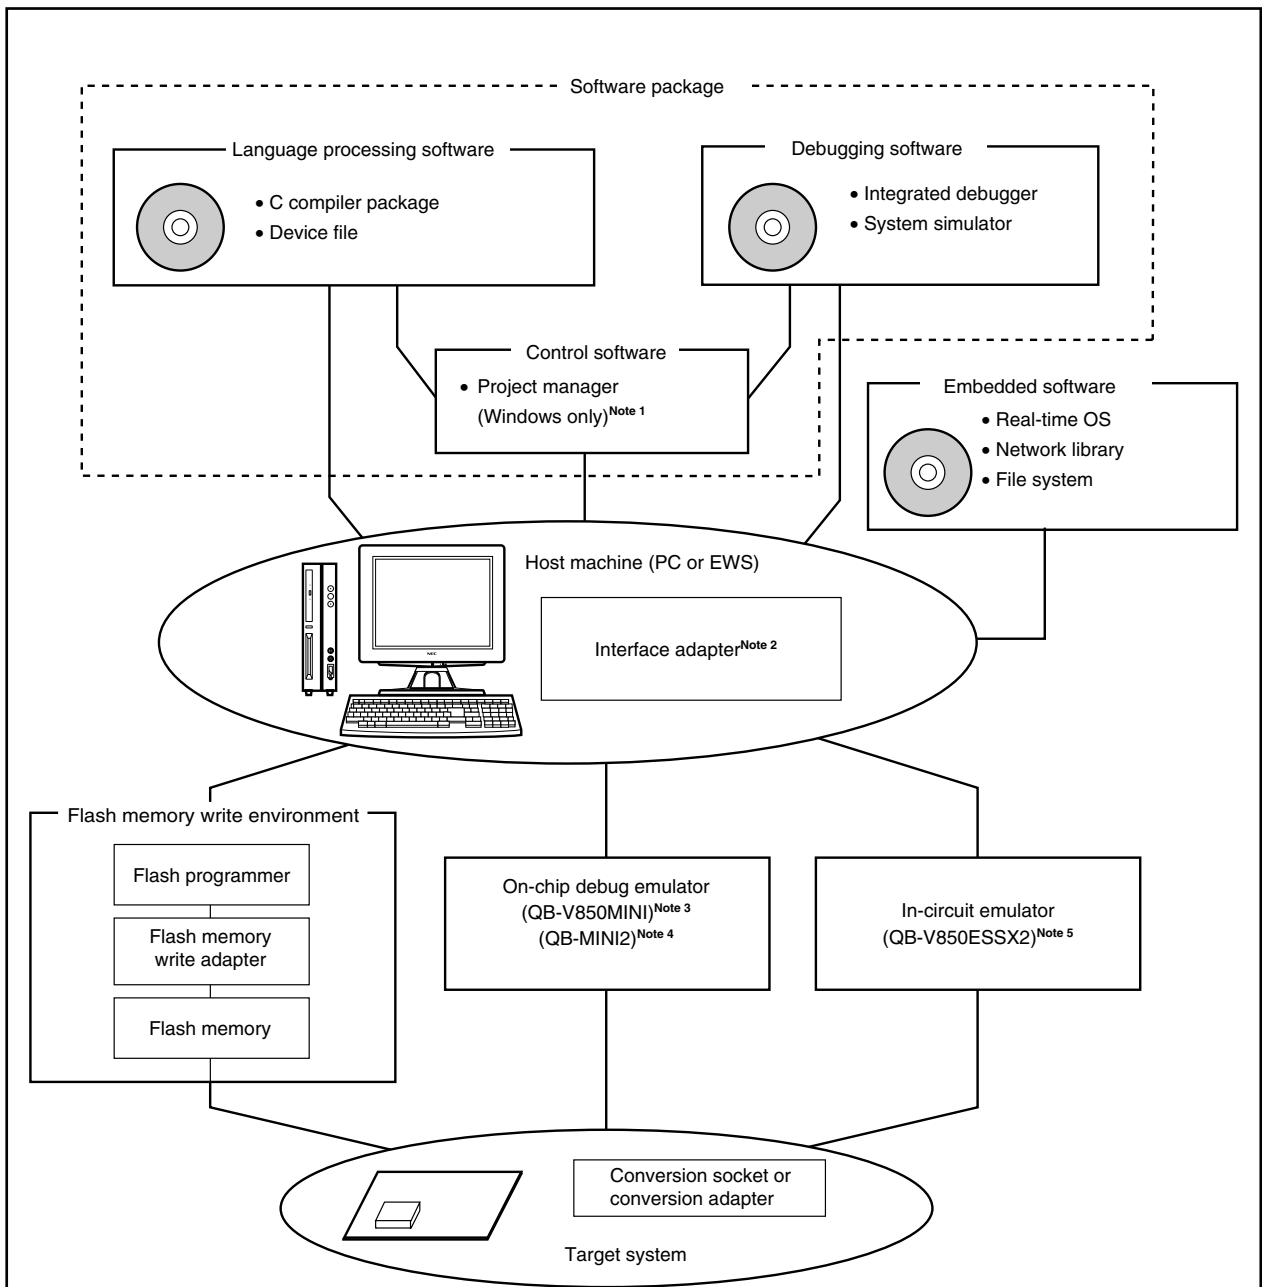 Software package
Language processing software
• C compiler package
• Device file
Debugging software
• Integrated debugger
• System simulator
Control software
• Project manager
(Windows only)Note 1
Embedded software
• Real-time OS
• Network library
• File system
Host machine (PC or EWS)
Interface adapterNote 2
NEC
Flash memory write environment
Flash programmer
Flash memory
write adapter
Flash memory
On-chip debug emulator
(QB-V850MINI)Note 3
(QB-MINI2)Note 4
In-circuit emulator
(QB-V850ESSX2)Note 5
Conversion socket or
conversion adapter
Target system